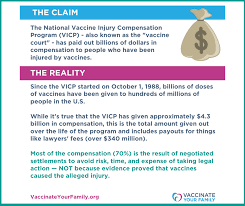 THE CLAIM
The National Vaccine Injury Compensation
Program (VICP) - also known as the "vaccine
court" - has paid out billions of dollars in
compensation to people who have been
injured by vaccines.
THE REALITY
Since the VICP started on October 1, 1988, billions of
doses of vaccines have been given to hundreds of millions
of people in the U.S.
While it's true that the VICP has given approximately $4.3
billion in compensation, this is the total amount given out
over the life of the program and includes payouts for things
like lawyers' fees (over $340 million).
Most of the compensation (70%) is the result of negotiated
settlements to avoid risk, time, and expense of taking legal
action — NOT because evidence proved that vaccines
caused the alleged injury.
VaccinateYourFamily.org
VACCINATE
YOUR FAMILY